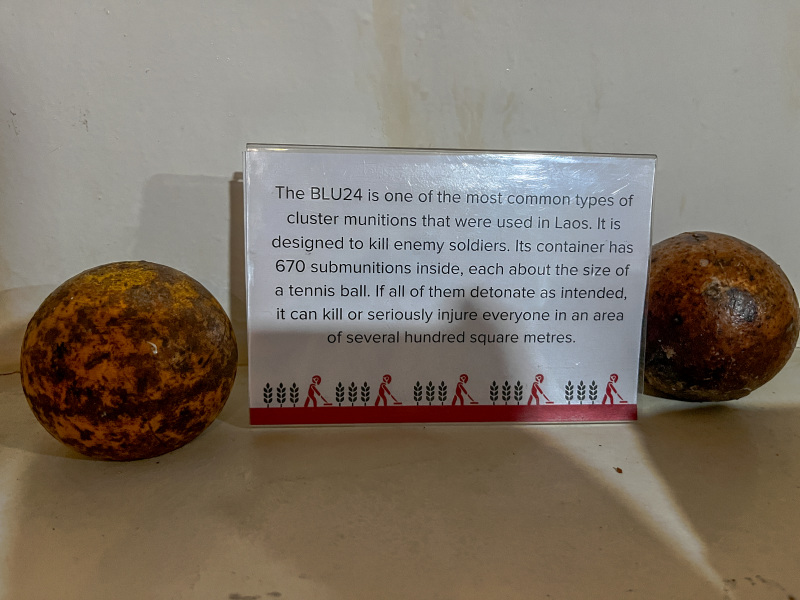 The BLU24 is one of the most common types of
cluster munitions that were used in Laos. It is
designed to kill enemy soldiers. Its container has
670 submunitions inside, each about the size of
a tennis ball. If all of them detonate as intended,
it can kill or seriously injure everyone in an area
of several hundred square metres.